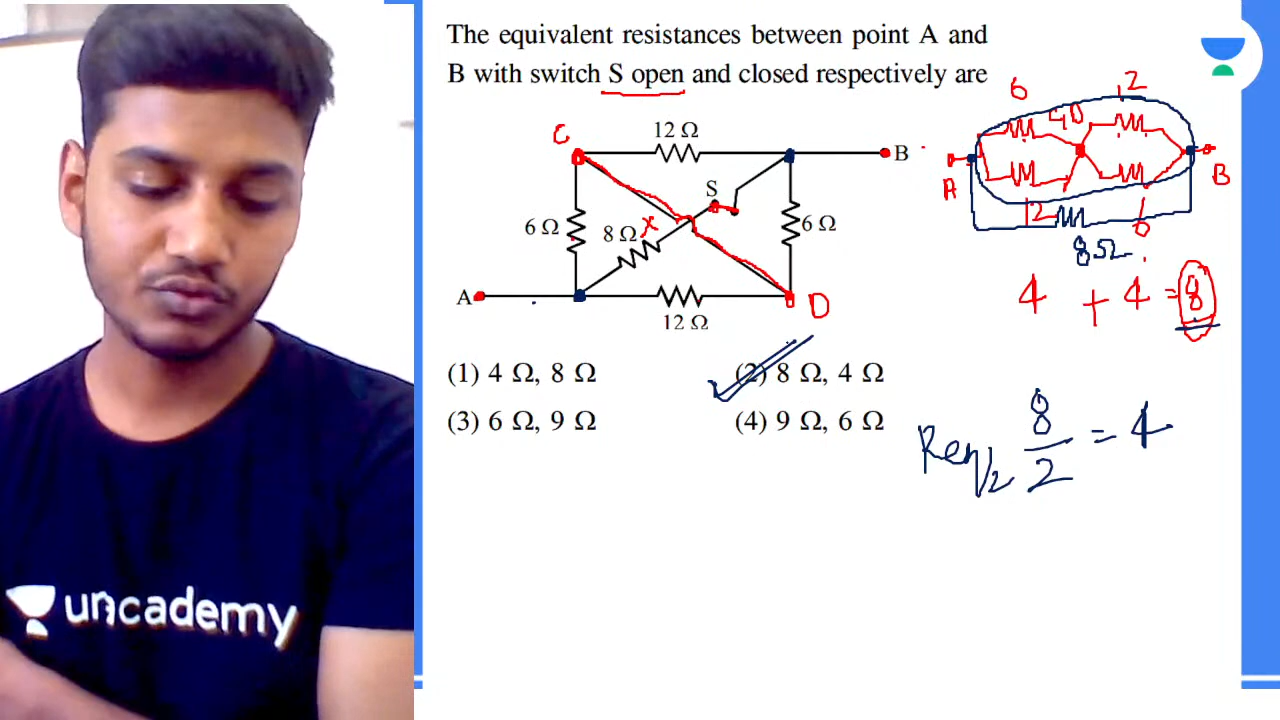 The equivalent resistances between point A and
B with switch S open and closed respectively are
C
12 Ω
B
S
6 Ω
8 Ω
x
6 Ω
A
12 Ω
D
(1) 4 Ω, 8 Ω
(2) 8 Ω, 4 Ω
(3) 6 Ω, 9 Ω
(4) 9 Ω, 6 Ω
6
12
CD
A
B
12
6
8Ω
4 + 4 = 8
8
2
= 4
unacademy